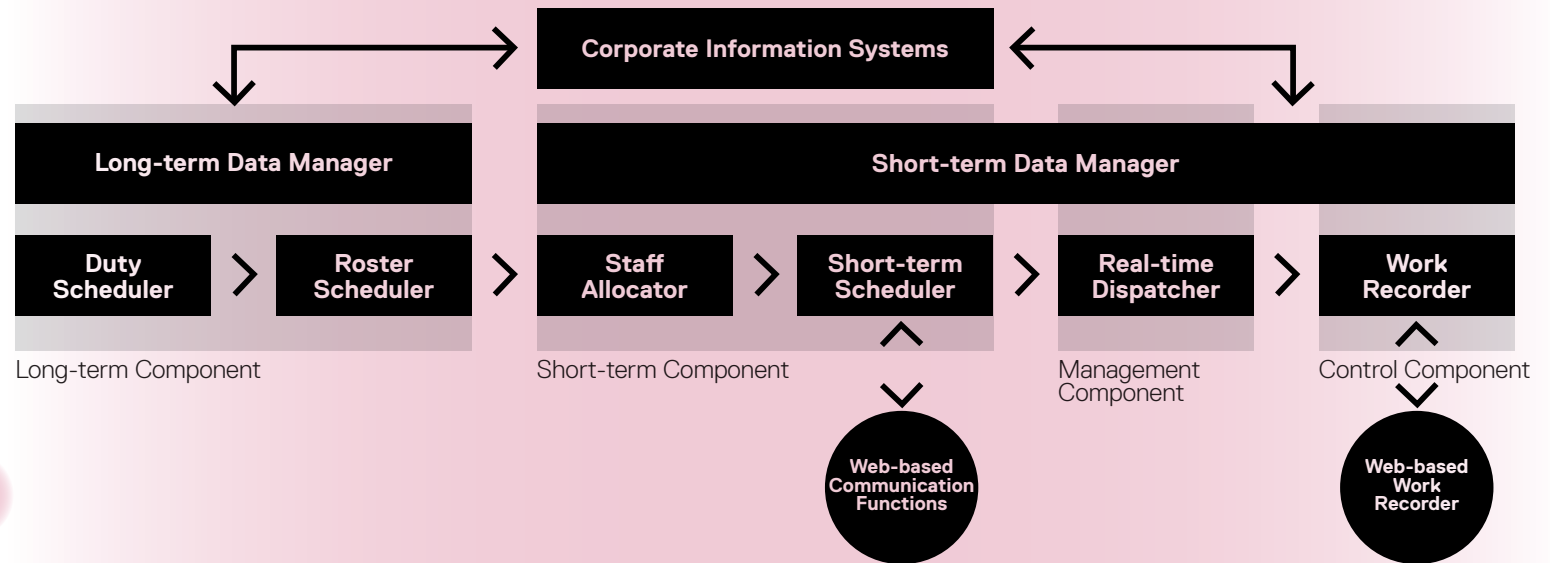 Corporate Information Systems
Long-term Data Manager
Short-term Data Manager
Duty
Scheduler
Roster
Scheduler
Staff
Allocator
Short-term
Scheduler
Real-time
Dispatcher
Work
Recorder
Long-term Component
Short-term Component
Management
Component
Control Component
Web-based
Communication
Functions
Web-based
Work
Recorder